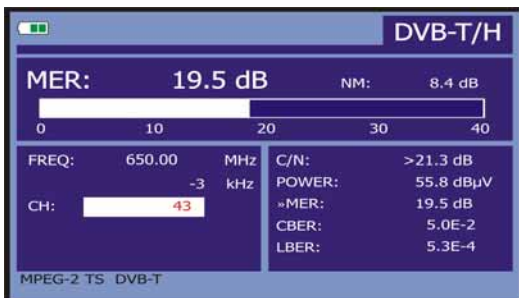 DVB-T/H
MER: 19.5 dB NM: 8.4 dB
0 10 20 30 40
FREQ: 650.00 MHz
-3 kHz
CH: 43
C/N: >21.3 dB
POWER: 55.8 dBµV
»MER: 19.5 dB
CBER: 5.0E-2
LBER: 5.3E-4
MPEG-2 TS DVB-T